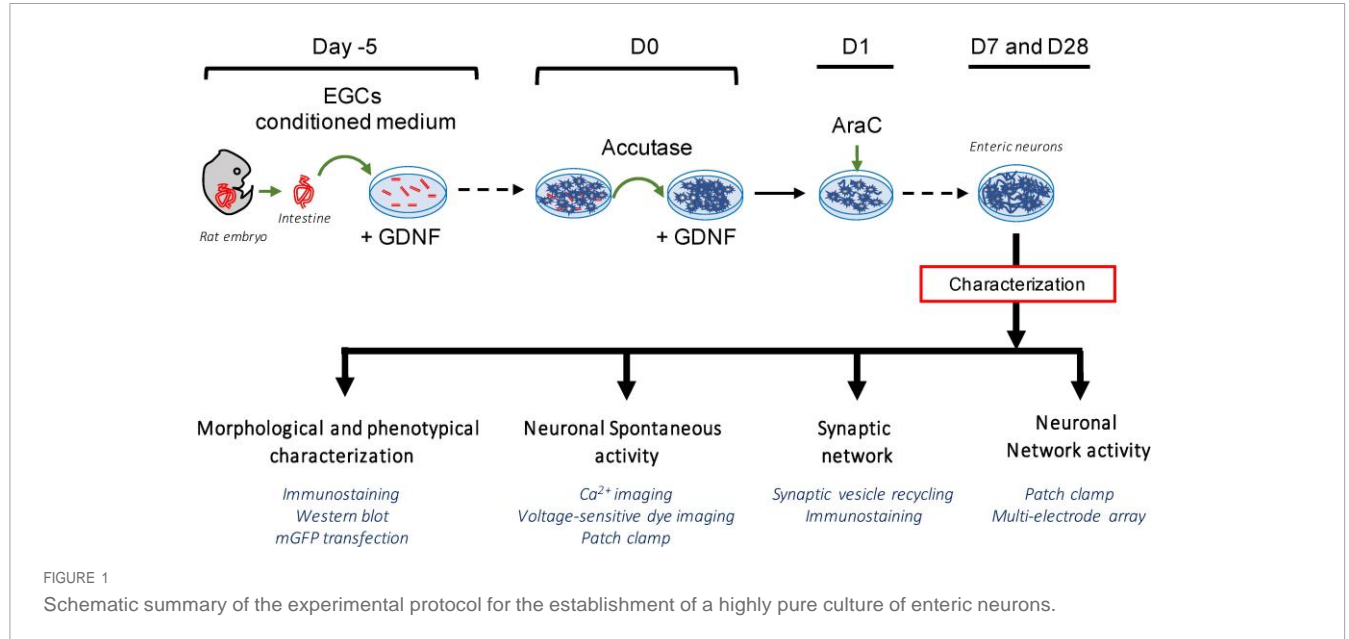 Day -5
D0
D1
D7 and D28
EGCs
conditioned medium
Rat embryo
Intestine
+ GDNF
Accutase
+ GDNF
AraC
Enteric neurons
Characterization
Morphological and phenotypical
characterization
Immunostaining
Western blot
mGFP transfection
Neuronal Spontaneous
activity
Ca²⁺ imaging
Voltage-sensitive dye imaging
Patch clamp
Synaptic
network
Synaptic vesicle recycling
Immunostaining
Neuronal
Network activity
Patch clamp
Multi-electrode array
FIGURE 1
Schematic summary of the experimental protocol for the establishment of a highly pure culture of enteric neurons.